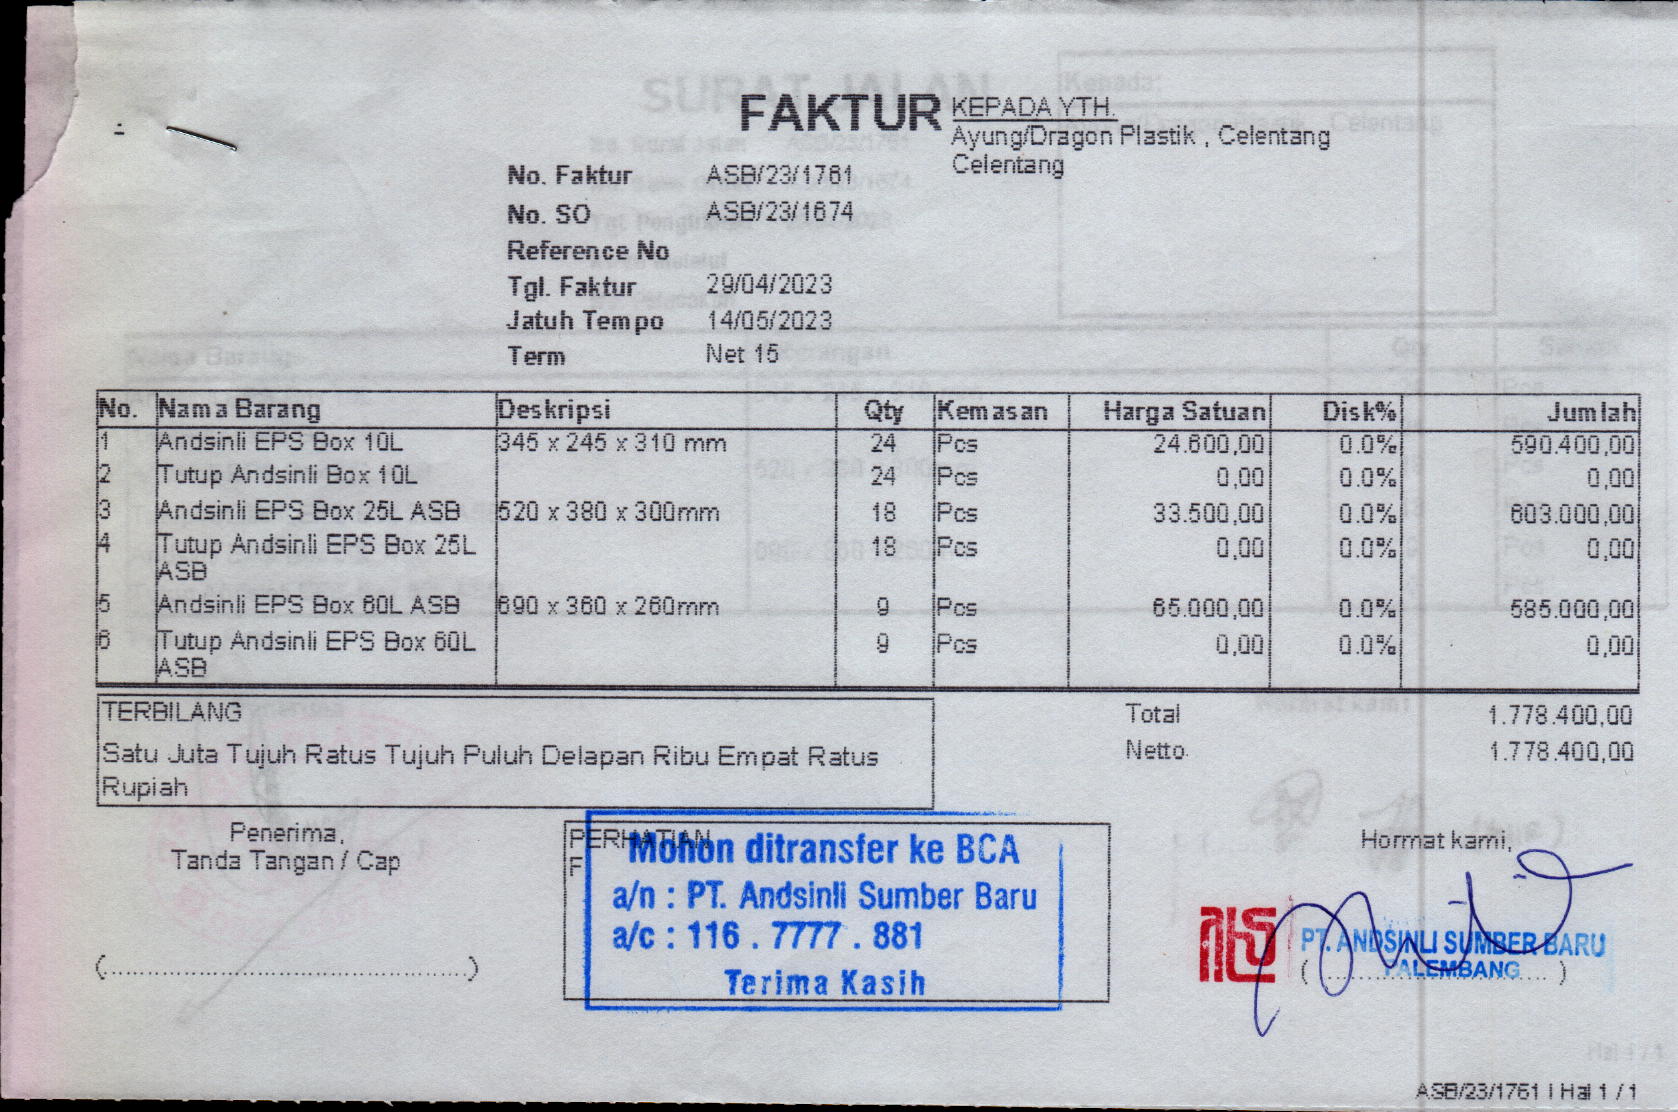 FAKTUR
KEPADA YTH.
Ayung/Dragon Plastik , Celentang
Celentang
No. Faktur ASB/23/1761
No. SO ASB/23/1674
Reference No
Tgl. Faktur 29/04/2023
Jatuh Tempo 14/05/2023
Term Net 15
No. Nama Barang Deskripsi Qty Kemasan Harga Satuan Disk% Jumlah
1 Andsinli EPS Box 10L 345 x 245 x 310 mm 24 Pcs 24.600,00 0.0% 590.400,00
2 Tutup Andsinli Box 10L 24 Pcs 0,00 0.0% 0,00
3 Andsinli EPS Box 25L ASB 520 x 380 x 300mm 18 Pcs 33.500,00 0.0% 603.000,00
4 Tutup Andsinli EPS Box 25L 18 Pcs 0,00 0.0% 0,00
ASB
5 Andsinli EPS Box 60L ASB 690 x 360 x 260mm 9 Pcs 65.000,00 0.0% 585.000,00
6 Tutup Andsinli EPS Box 60L 9 Pcs 0,00 0.0% 0,00
ASB
TERBILANG
Satu Juta Tujuh Ratus Tujuh Puluh Delapan Ribu Empat Ratus
Rupiah
Total 1.778.400,00
Netto. 1.778.400,00
Penerima,
Tanda Tangan / Cap
(..........................................)
PERHATIAN
F
Mohon ditransfer ke BCA
a/n : PT. Andsinli Sumber Baru
a/c : 116 . 7777 . 881
Terima Kasih
Hormat kami,
PT. ANDSINLI SUMBER BARU
PALEMBANG
(..........................)
ASB/23/1761 | Hal 1 / 1